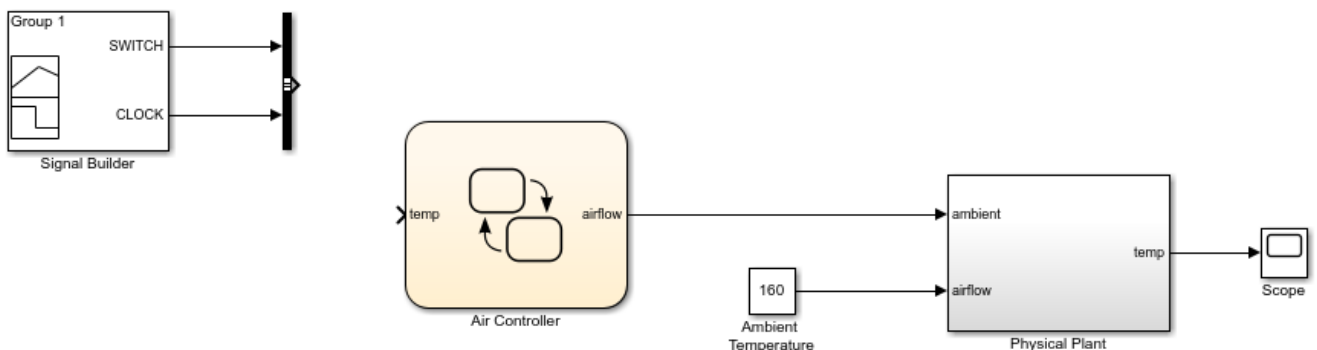 Group 1
SWITCH
CLOCK
Signal Builder
temp
airflow
Air Controller
160
Ambient
Temperature
ambient
airflow
temp
Physical Plant
Scope